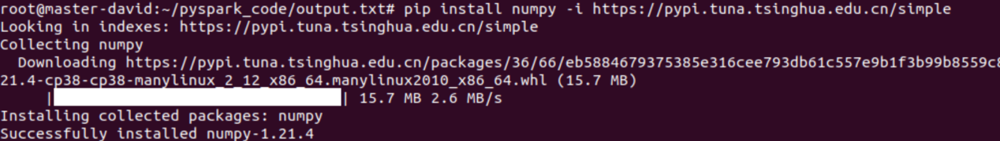 root@master-david:~/pyspark_code/output.txt# pip install numpy -i https://pypi.tuna.tsinghua.edu.cn/simple
Looking in indexes: https://pypi.tuna.tsinghua.edu.cn/simple
Collecting numpy
  Downloading https://pypi.tuna.tsinghua.edu.cn/packages/36/66/eb5884679375385e316cee793db61c557e9b1f3b99b8559c8
21.4-cp38-cp38-manylinux_2_12_x86_64.manylinux2010_x86_64.whl (15.7 MB)
     |████████████████████████████████| 15.7 MB 2.6 MB/s
Installing collected packages: numpy
Successfully installed numpy-1.21.4